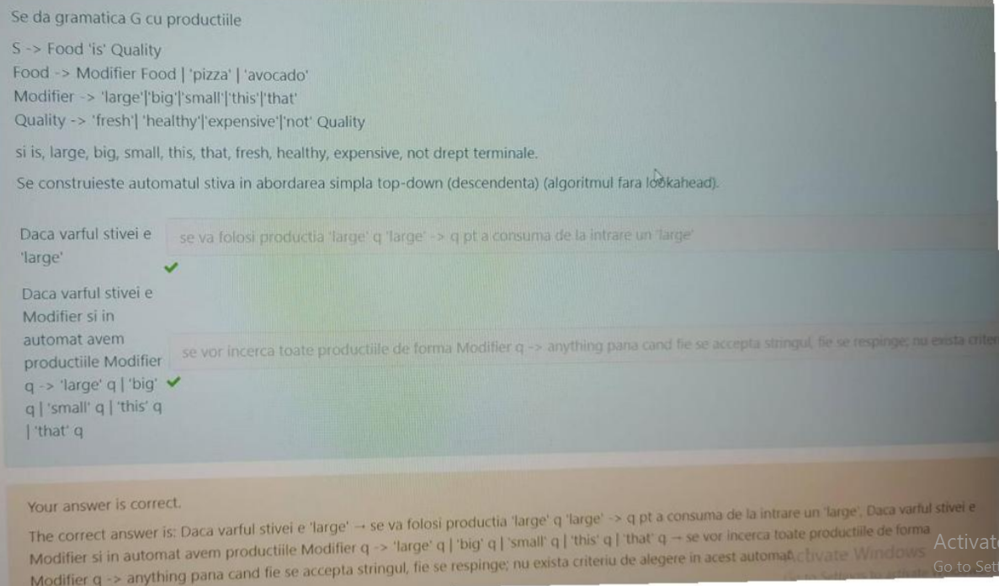 Se da gramatica G cu productiile
S -> Food 'is' Quality
Food -> Modifier Food | 'pizza' | 'avocado'
Modifier -> 'large'|'big'|'small'|'this'|'that'
Quality -> 'fresh'| 'healthy'|'expensive'|'not' Quality
si is, large, big, small, this, that, fresh, healthy, expensive, not drept terminale.
Se construieste automatul stiva in abordarea simpla top-down (descendenta) (algoritmul fara lookahead).
Daca varful stivei e
'large'
se va folosi productia 'large' q 'large' -> q pt a consuma de la intrare un 'large'
Daca varful stivei e
Modifier si in
automat avem
productiile Modifier
q -> 'large' q | 'big'
q | 'small' q | 'this' q
| 'that' q
se vor incerca toate productiile de forma Modifier q -> anything pana cand fie se accepta stringul, fie se respinge; nu exista criter
Your answer is correct.
The correct answer is: Daca varful stivei e 'large' → se va folosi productia 'large' q 'large' -> q pt a consuma de la intrare un 'large', Daca varful stivei e
Modifier si in automat avem productiile Modifier q -> 'large' q | 'big' q | 'small' q | 'this' q | 'that' q → se vor incerca toate productiile de forma
Modifier q -> anything pana cand fie se accepta stringul, fie se respinge; nu exista criteriu de alegere in acest automat
Activate
Activate Windows
Go to Sett
Go to Settings to activate